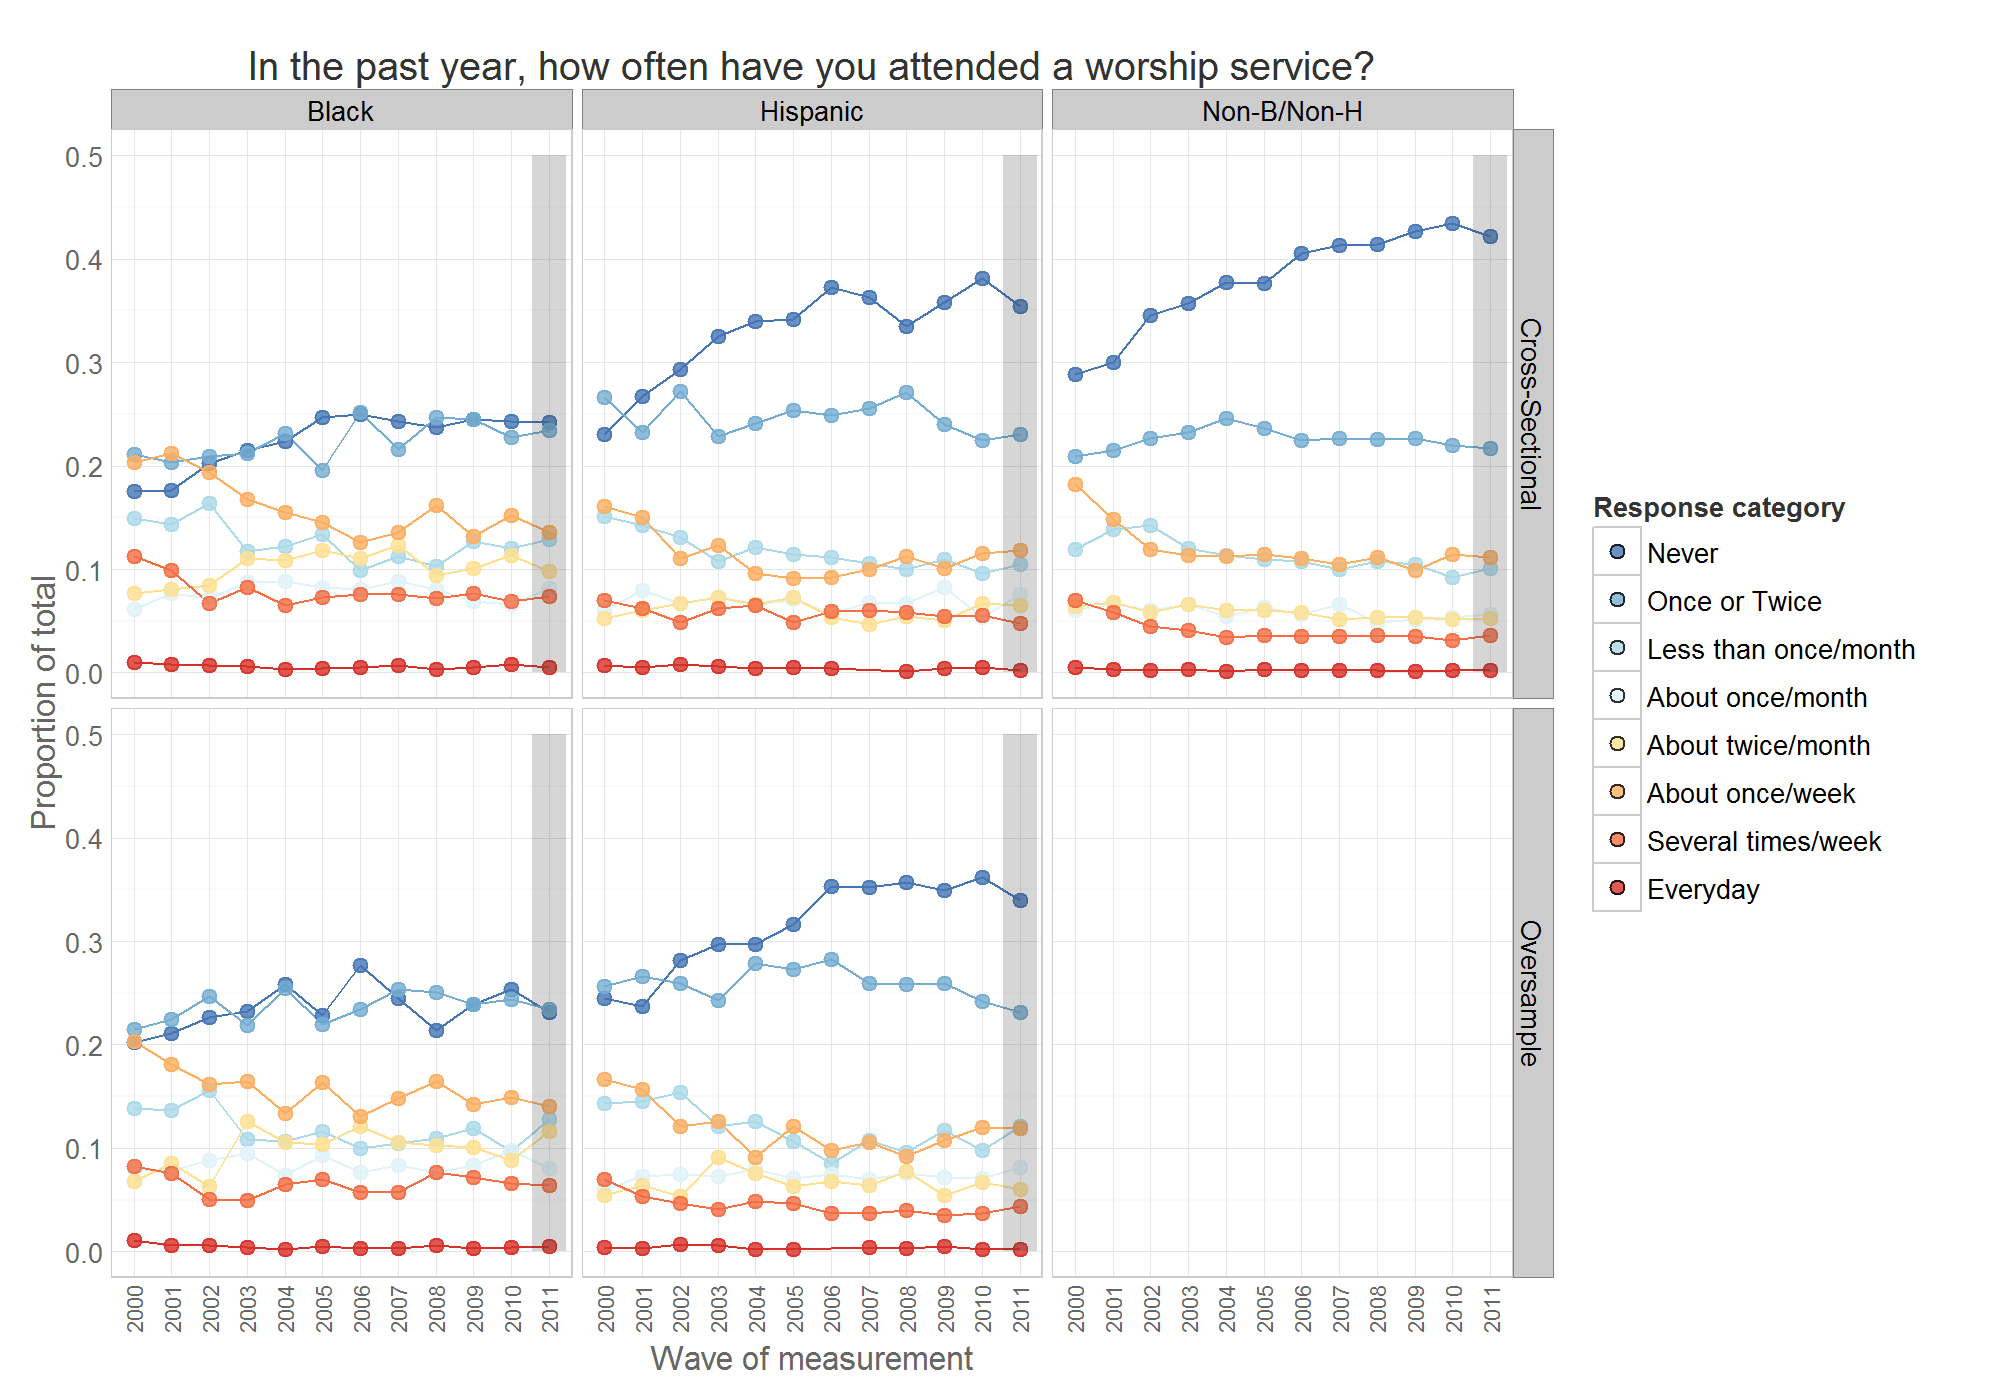 In the past year, how often have you attended a worship service?
Black
Hispanic
Non-B/Non-H
0.5
0.4
0.3
0.2
0.1
0.0
Cross-Sectional
Proportion of total
0.5
0.4
0.3
0.2
0.1
0.0
Oversample
2000 2001 2002 2003 2004 2005 2006 2007 2008 2009 2010 2011
2000 2001 2002 2003 2004 2005 2006 2007 2008 2009 2010 2011
2000 2001 2002 2003 2004 2005 2006 2007 2008 2009 2010 2011
Wave of measurement
Response category
Never
Once or Twice
Less than once/month
About once/month
About twice/month
About once/week
Several times/week
Everyday